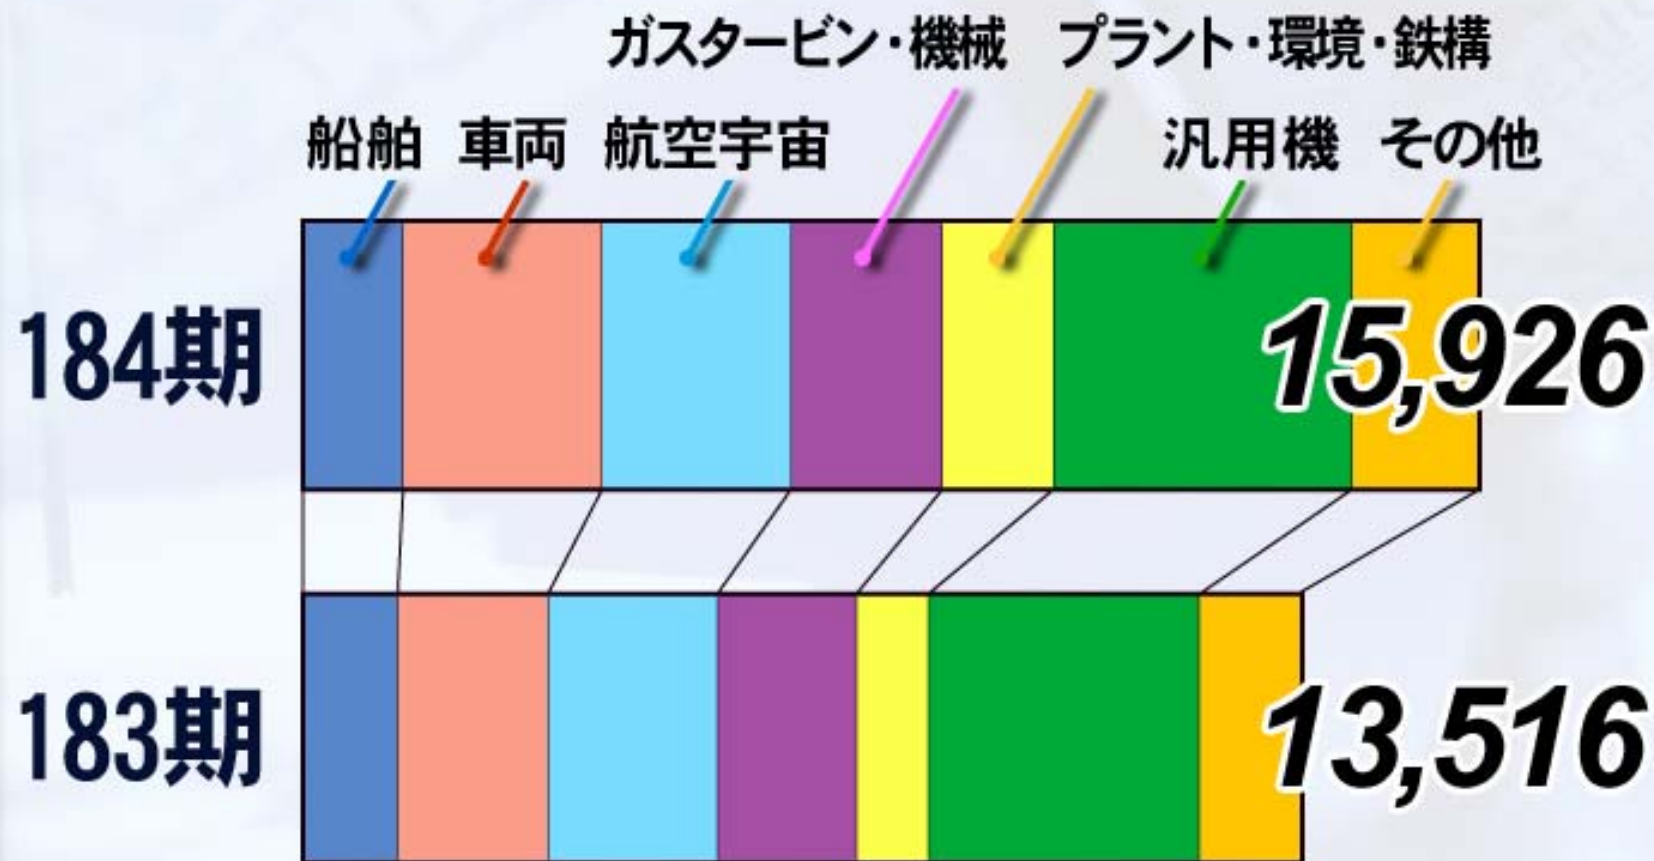 ガスタービン・機械 プラント・環境・鉄構
船舶 車両 航空宇宙 汎用機 その他
184期 15,926
183期 13,516